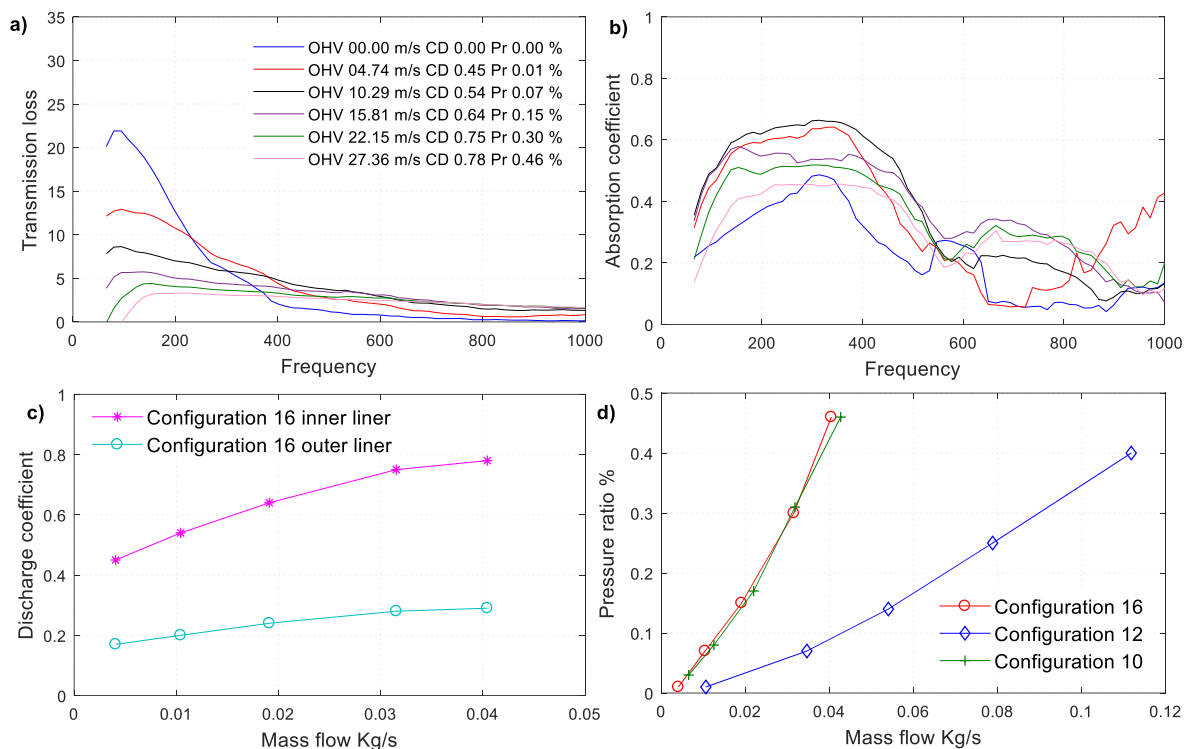 a)
35
30
25
20
15
10
5
0
Transmission loss
OHV 00.00 m/s CD 0.00 Pr 0.00 %
OHV 04.74 m/s CD 0.45 Pr 0.01 %
OHV 10.29 m/s CD 0.54 Pr 0.07 %
OHV 15.81 m/s CD 0.64 Pr 0.15 %
OHV 22.15 m/s CD 0.75 Pr 0.30 %
OHV 27.36 m/s CD 0.78 Pr 0.46 %
0 200 400 600 800 1000
Frequency
b)
1
0.8
0.6
0.4
0.2
0
Absorption coefficient
0 200 400 600 800 1000
Frequency
c)
1
0.8
0.6
0.4
0.2
0
Discharge coefficient
Configuration 16 inner liner
Configuration 16 outer liner
0 0.01 0.02 0.03 0.04 0.05
Mass flow Kg/s
d)
0.5
0.4
0.3
0.2
0.1
0
Pressure ratio %
Configuration 16
Configuration 12
Configuration 10
0 0.02 0.04 0.06 0.08 0.1 0.12
Mass flow Kg/s